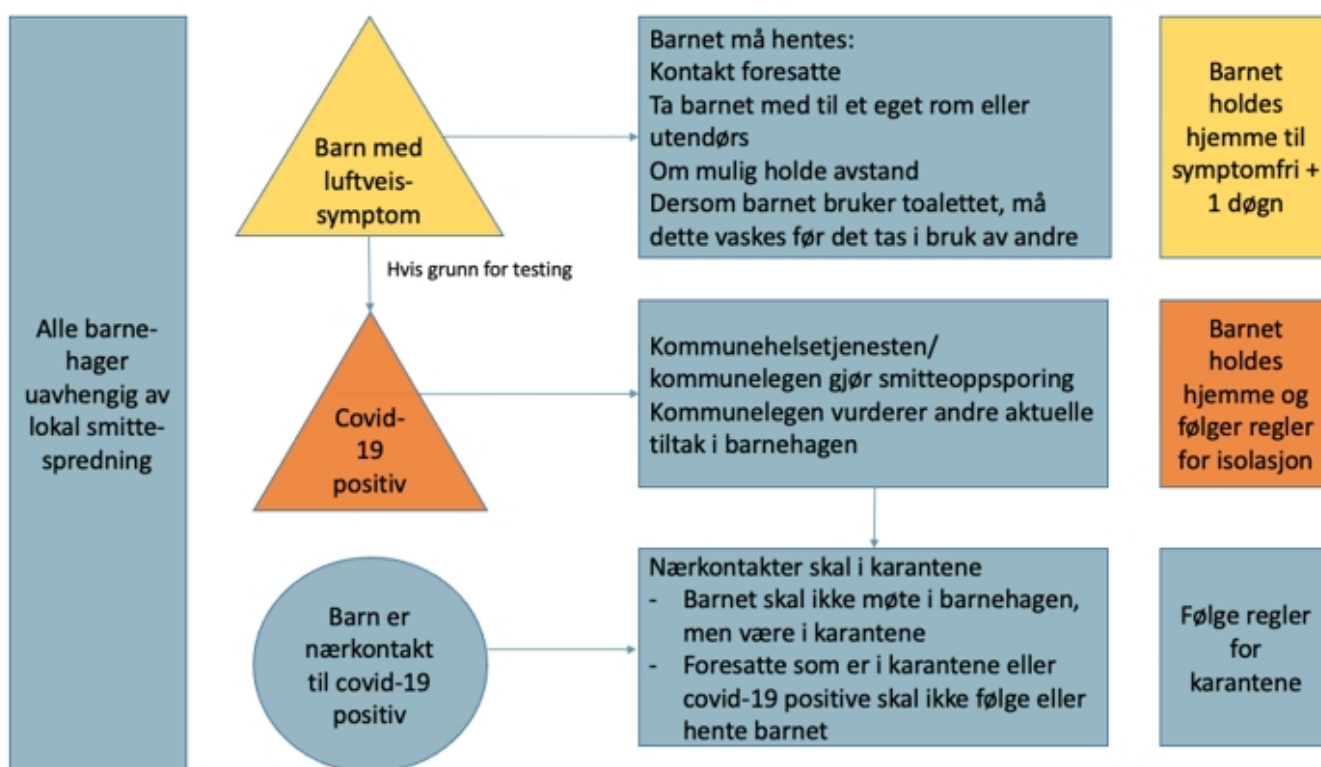 Alle barne-
hager
uavhengig av
lokal smitte-
spredning
Barn med
luftveis-
symptom
Barnet må hentes:
Kontakt foresatte
Ta barnet med til et eget rom eller
utendørs
Om mulig holde avstand
Dersom barnet bruker toalettet, må
dette vaskes før det tas i bruk av andre
Barnet
holdes
hjemme til
symptomfri +
1 døgn
Hvis grunn for testing
Covid-
19
positiv
Kommunehelsetjenesten/
kommunelegen gjør smitteoppsporing
Kommunelegen vurderer andre aktuelle
tiltak i barnehagen
Barnet
holdes
hjemme og
følger regler
for isolasjon
Barn er
nærkontakt
til covid-19
positiv
Nærkontakter skal i karantene
- Barnet skal ikke møte i barnehagen,
men være i karantene
- Foresatte som er i karantene eller
covid-19 positive skal ikke følge eller
hente barnet
Følge regler
for
karantene